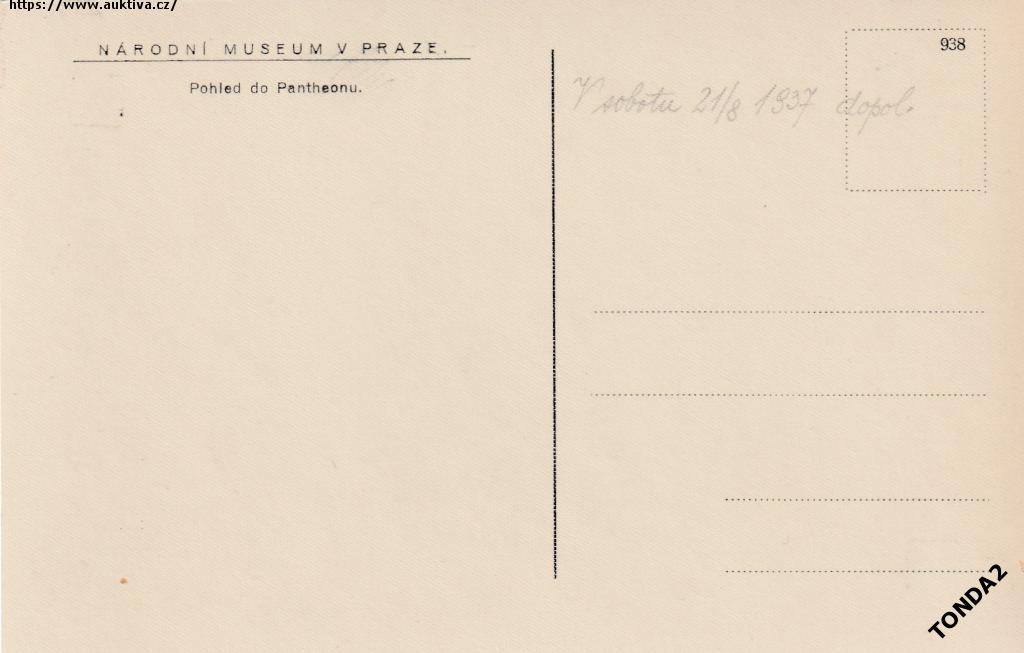 https://www.auktiva.cz/
NÁRODNÍ MUSEUM V PRAZE.
Pohled do Pantheonu.
938
V sobotu 21/8 1937 dopol.
TONDA2